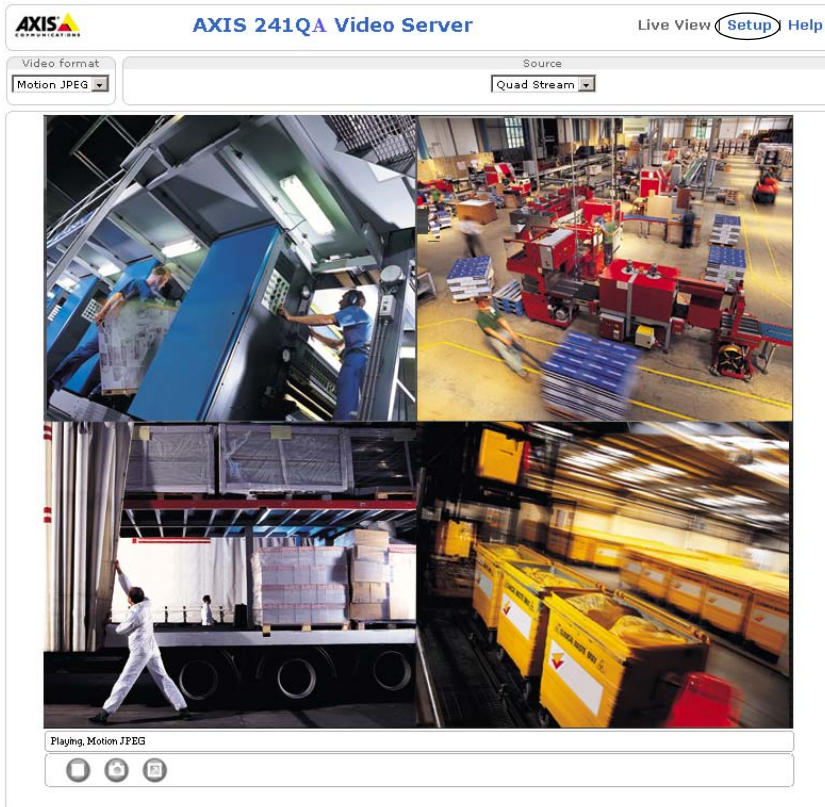 AXIS
COMMUNICATIONS
AXIS 241QA Video Server
Live View | Setup | Help
Video format
Motion JPEG
Source
Quad Stream
Playing, Motion JPEG